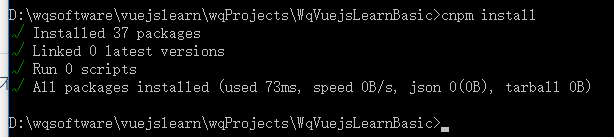 D:\wqsoftware\vuejslearn\wqProjects\WqVuejsLearnBasic>cnpm install
√ Installed 37 packages
√ Linked 0 latest versions
√ Run 0 scripts
√ All packages installed (used 73ms, speed 0B/s, json 0(0B), tarball 0B)
D:\wqsoftware\vuejslearn\wqProjects\WqVuejsLearnBasic>